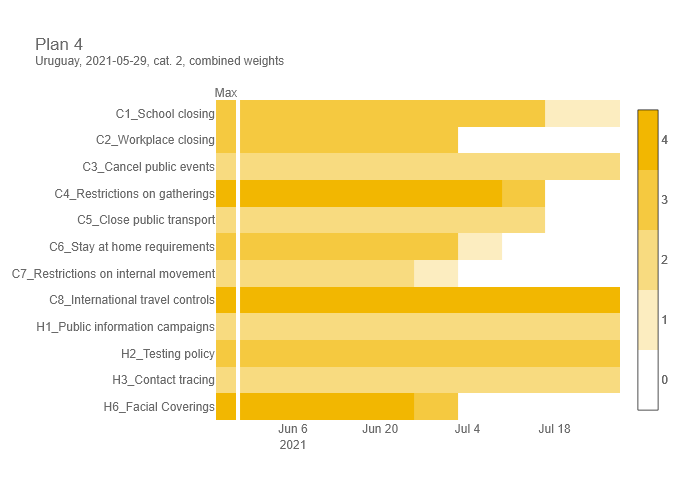 Plan 4
Uruguay, 2021-05-29, cat. 2, combined weights
Max
C1_School closing
C2_Workplace closing
C3_Cancel public events
C4_Restrictions on gatherings
C5_Close public transport
C6_Stay at home requirements
C7_Restrictions on internal movement
C8_International travel controls
H1_Public information campaigns
H2_Testing policy
H3_Contact tracing
H6_Facial Coverings
Jun 6 Jun 20 Jul 4 Jul 18
2021
4
3
2
1
0